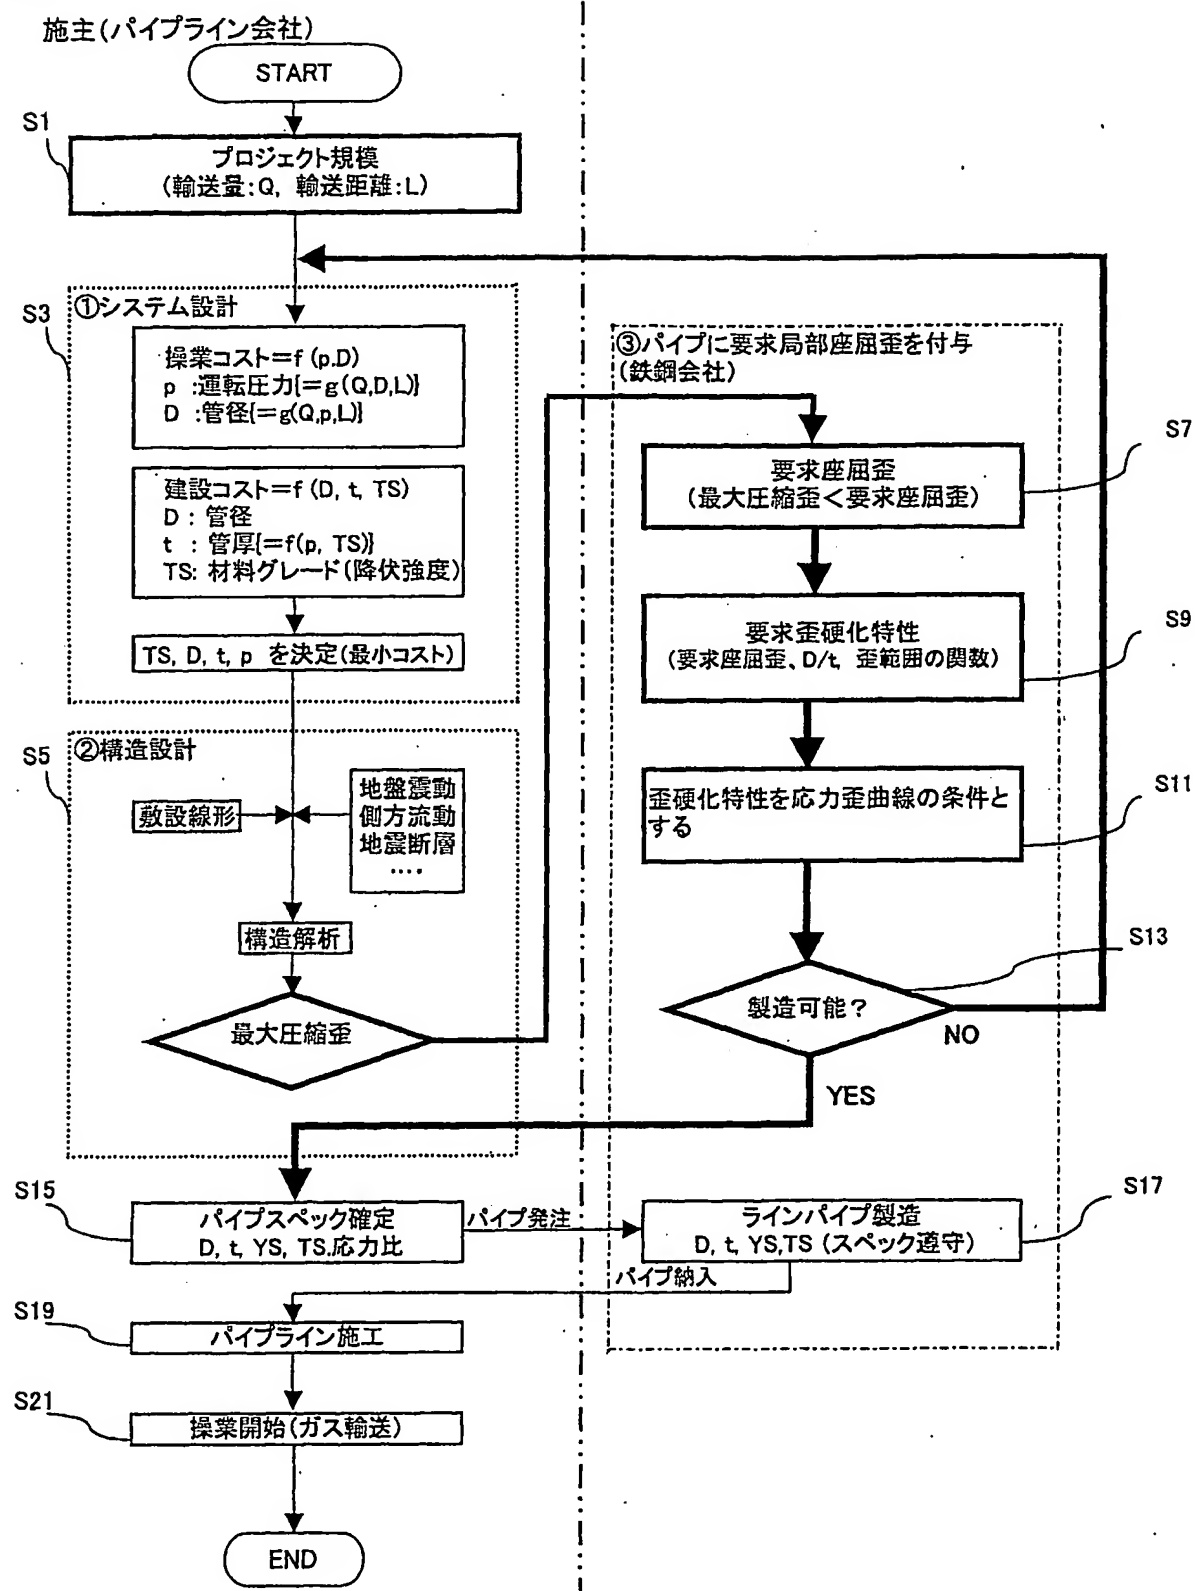 施主(パイプライン会社)
START
S1
プロジェクト規模
(輸送量:Q, 輸送距離:L)
S3
①システム設計
操業コスト=f(p.D)
p :運転圧力{=g(Q,D,L)}
D :管径{=g(Q,p,L)}
建設コスト=f(D, t, TS)
D : 管径
t : 管厚{=f(p, TS)}
TS: 材料グレード(降伏強度)
TS, D, t, p を決定(最小コスト)
S5
②構造設計
敷設線形
地盤震動
側方流動
地震断層
....
構造解析
最大圧縮歪
③パイプに要求局部座屈歪を付与
(鉄鋼会社)
S7
要求座屈歪
(最大圧縮歪<要求座屈歪)
S9
要求歪硬化特性
(要求座屈歪、D/t, 歪範囲の関数)
S11
歪硬化特性を応力歪曲線の条件と
する
S13
製造可能?
NO
YES
S15
パイプスペック確定
D, t, YS, TS,応力比
パイプ発注
S17
ラインパイプ製造
D, t, YS,TS (スペック遵守)
パイプ納入
S19
パイプライン施工
S21
操業開始(ガス輸送)
END